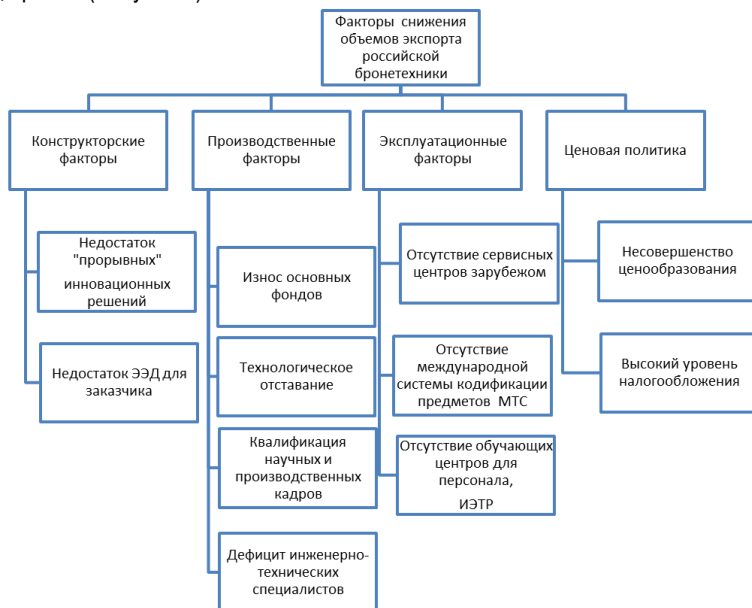 Факторы снижения
объемов экспорта
российской
бронетехники
Конструкторские
факторы
Производственные
факторы
Эксплуатационные
факторы
Ценовая политика
Недостаток
"прорывных"
инновационных
решений
Недостаток ЭЭД для
заказчика
Износ основных
фондов
Технологическое
отставание
Квалификация
научных и
производственных
кадров
Дефицит инженерно-
технических
специалистов
Отсутствие сервисных
центров зарубежом
Отсутствие
международной
системы кодификации
предметов МТС
Отсутствие обучающих
центров для
персонала,
ИЭТР
Несовершенство
ценообразования
Высокий уровень
налогообложения